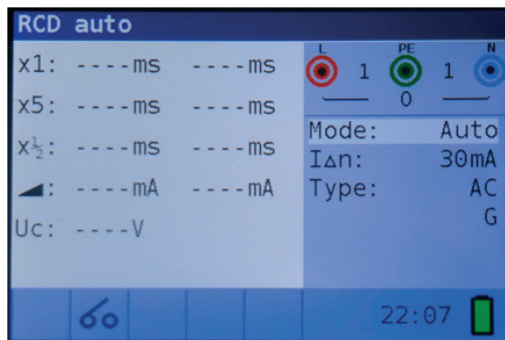 RCD auto
x1: ----ms ----ms
x5: ----ms ----ms
x½: ----ms ----ms
◢: ----mA ----mA
Uc: ----V
L PE N
1 1
0
Mode: Auto
IΔn: 30mA
Type: AC
G
22:07